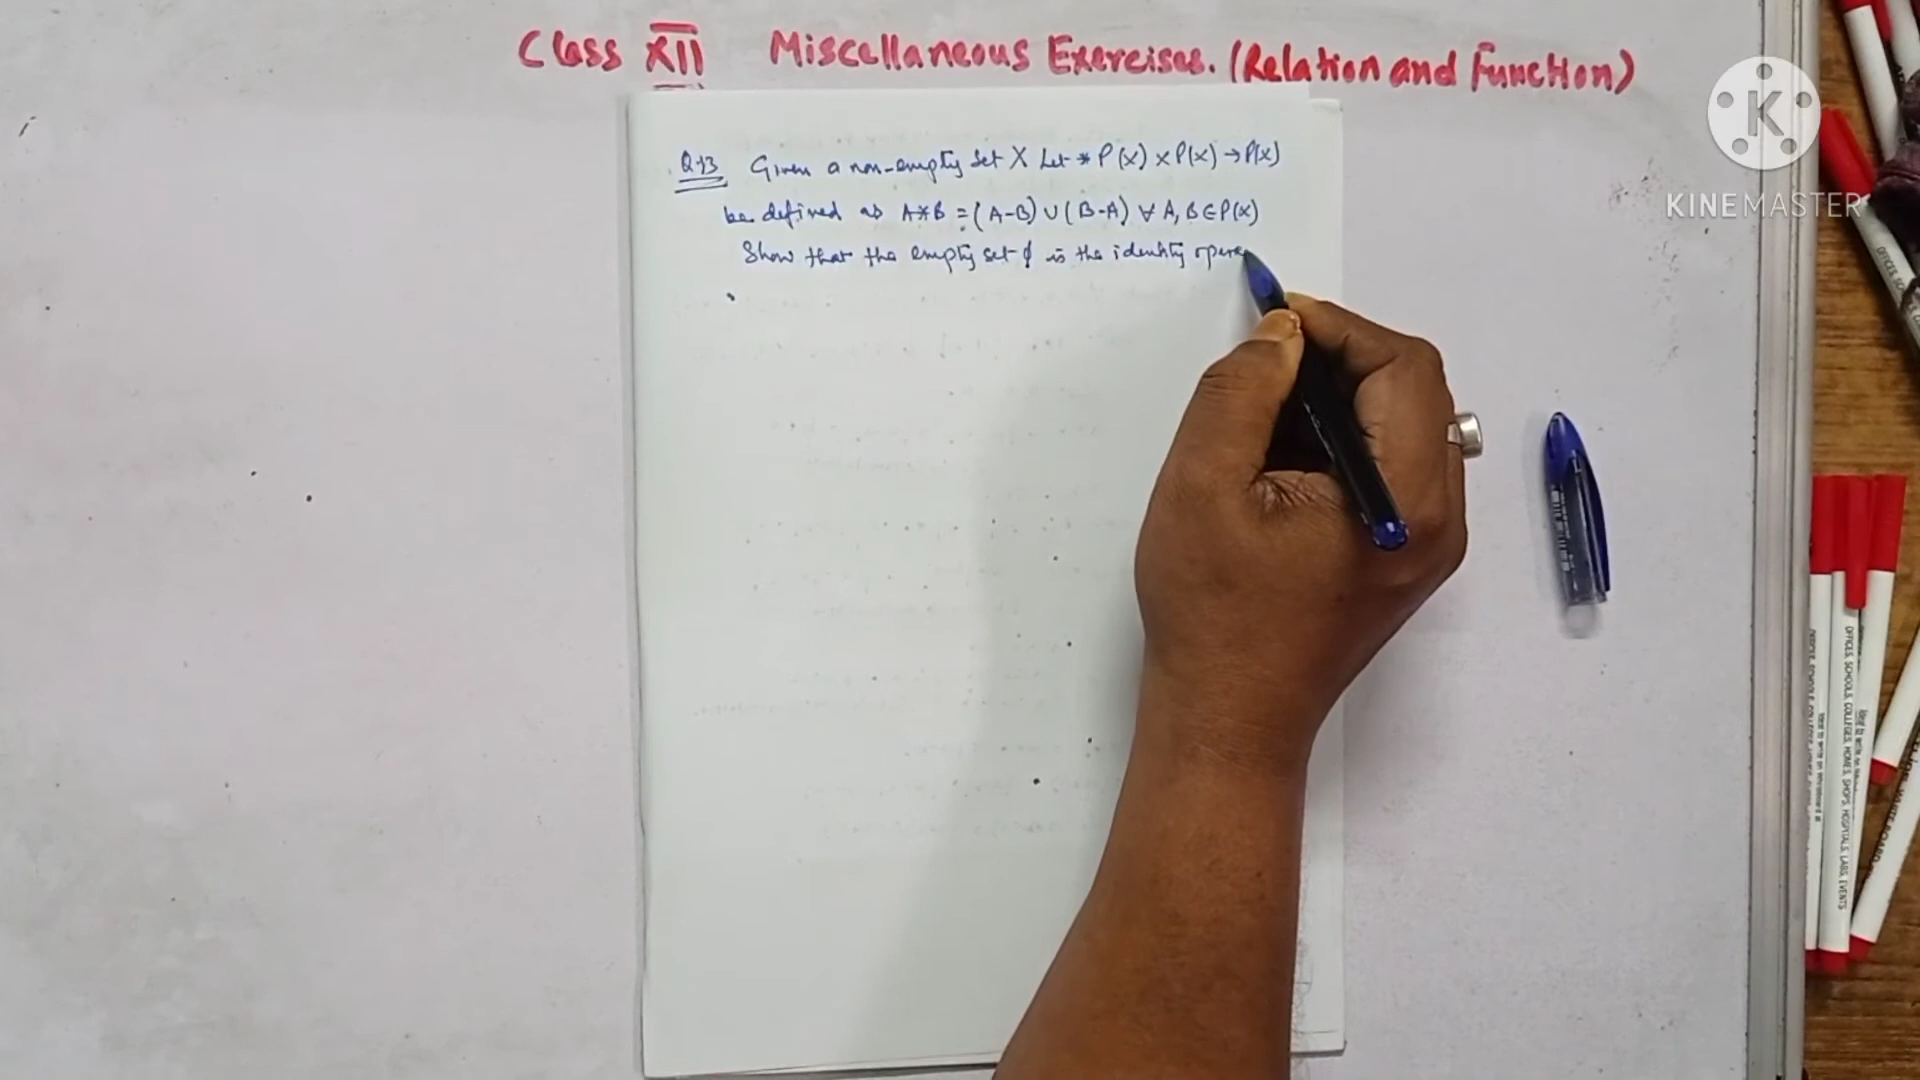 Class XII Miscellaneous Exercises. (Relation and Function)
K
KINEMASTER
Q.13 Given a non-empty set X Let * P(X) × P(X) → P(X)
be defined as A*B = (A-B) ∪ (B-A) ∀ A, B ∈ P(X)
Show that the empty set ϕ is the identity opera